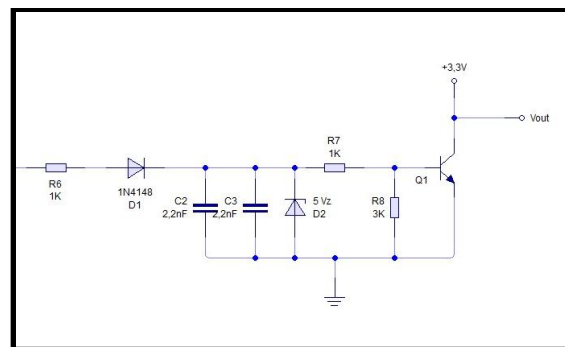 +3,3V
Vout
R7
1K
Q1
R6
1K
1N4148
D1
C2
2,2nF
C3
2,2nF
5 Vz
D2
R8
3K